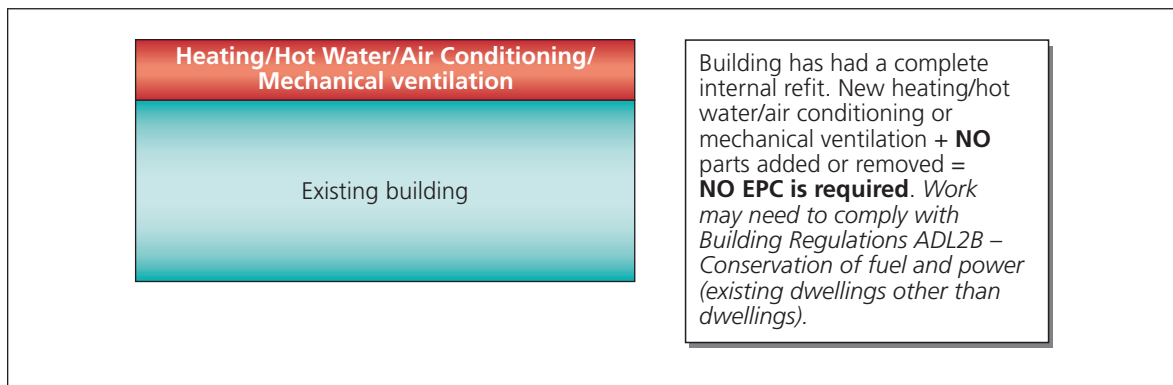 Heating/Hot Water/Air Conditioning/
Mechanical ventilation
Existing building
Building has had a complete
internal refit. New heating/hot
water/air conditioning or
mechanical ventilation + NO
parts added or removed =
NO EPC is required. Work
may need to comply with
Building Regulations ADL2B –
Conservation of fuel and power
(existing dwellings other than
dwellings).